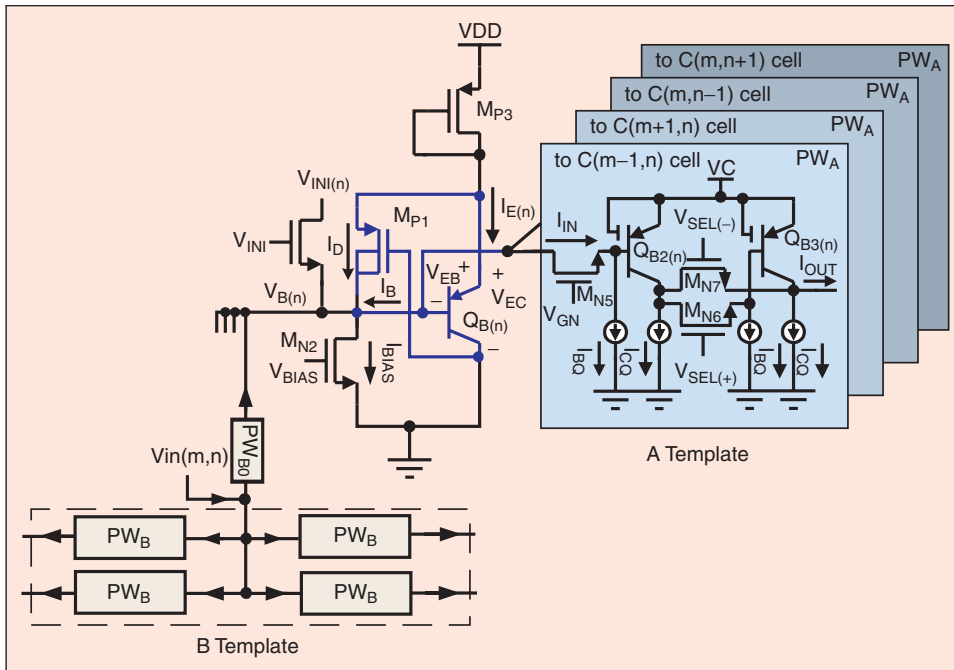 VDD
M_P3
to C(m,n+1) cell PW_A
to C(m,n−1) cell PW_A
to C(m+1,n) cell PW_A
to C(m−1,n) cell PW_A
VC
V_INI(n)
M_P1
I_E(n)
I_IN
V_SEL(−)
Q_B2(n)
Q_B3(n)
V_INI
I_D
V_EB + +
I_OUT
M_N7
V_B(n)
I_B
− V_EC
M_N5
M_N6
V_GN
Q_B(n)
M_N2
−
V_BIAS
I_BIAS
I_BQ
I_CQ
V_SEL(+)
I_BQ
I_CQ
PW_B0
Vin(m,n)
A Template
PW_B PW_B
PW_B PW_B
B Template